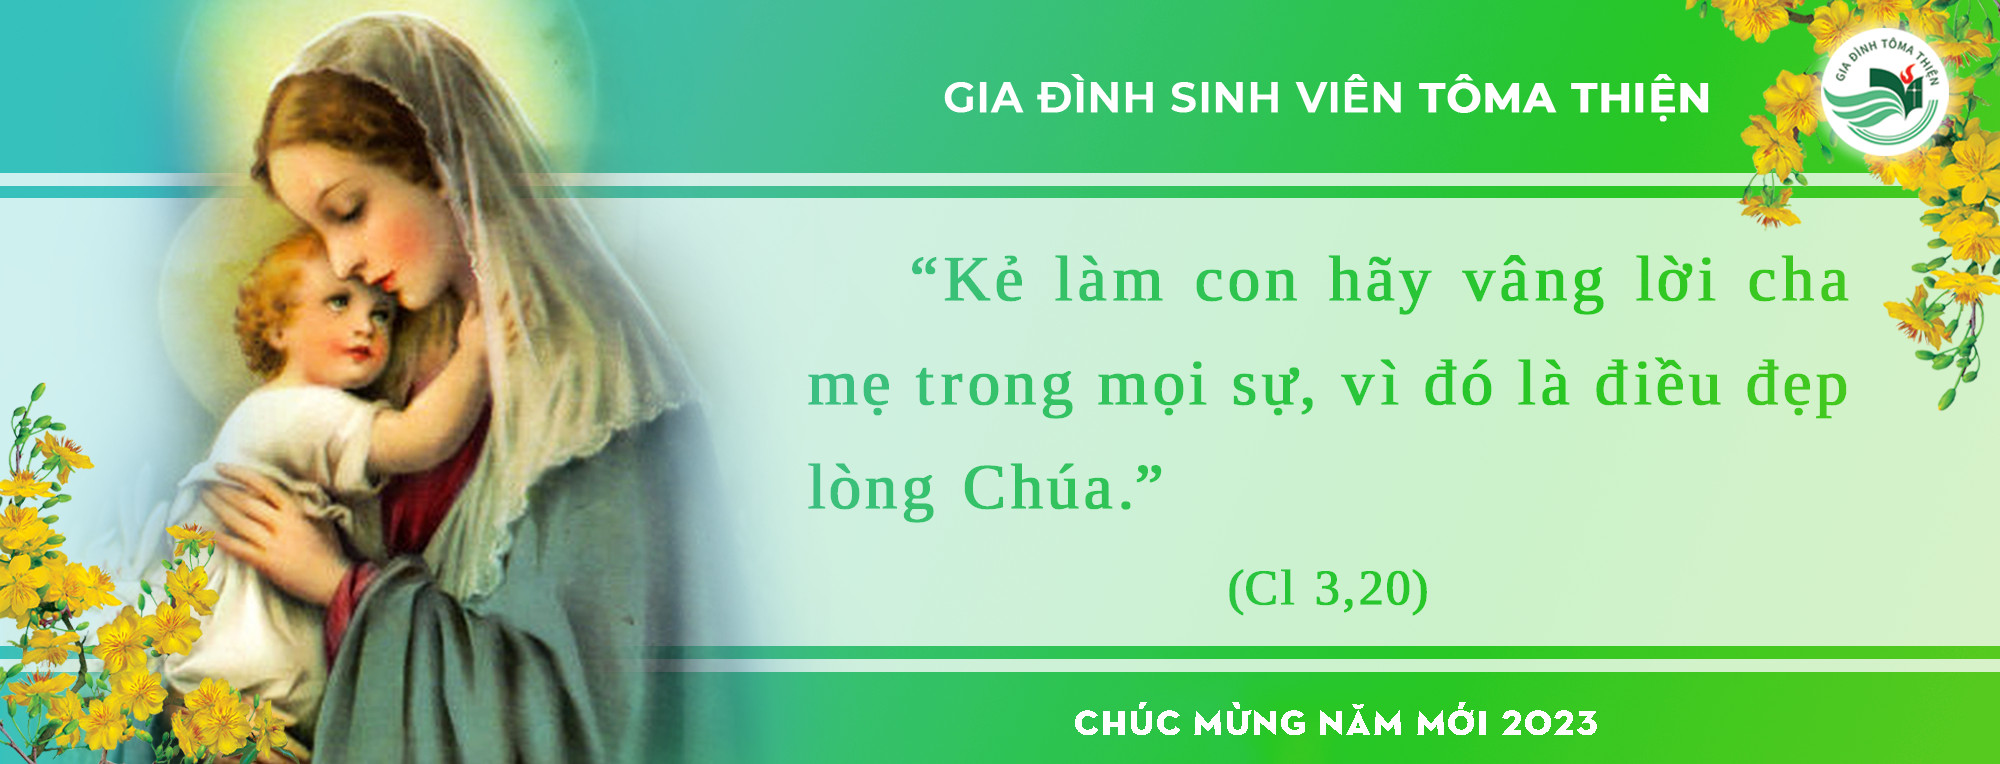 GIA ĐÌNH SINH VIÊN TÔMA THIỆN
GIA ĐÌNH TÔMA THIỆN
“Kẻ làm con hãy vâng lời cha
mẹ trong mọi sự, vì đó là điều đẹp
lòng Chúa.”
(Cl 3,20)
CHÚC MỪNG NĂM MỚI 2023